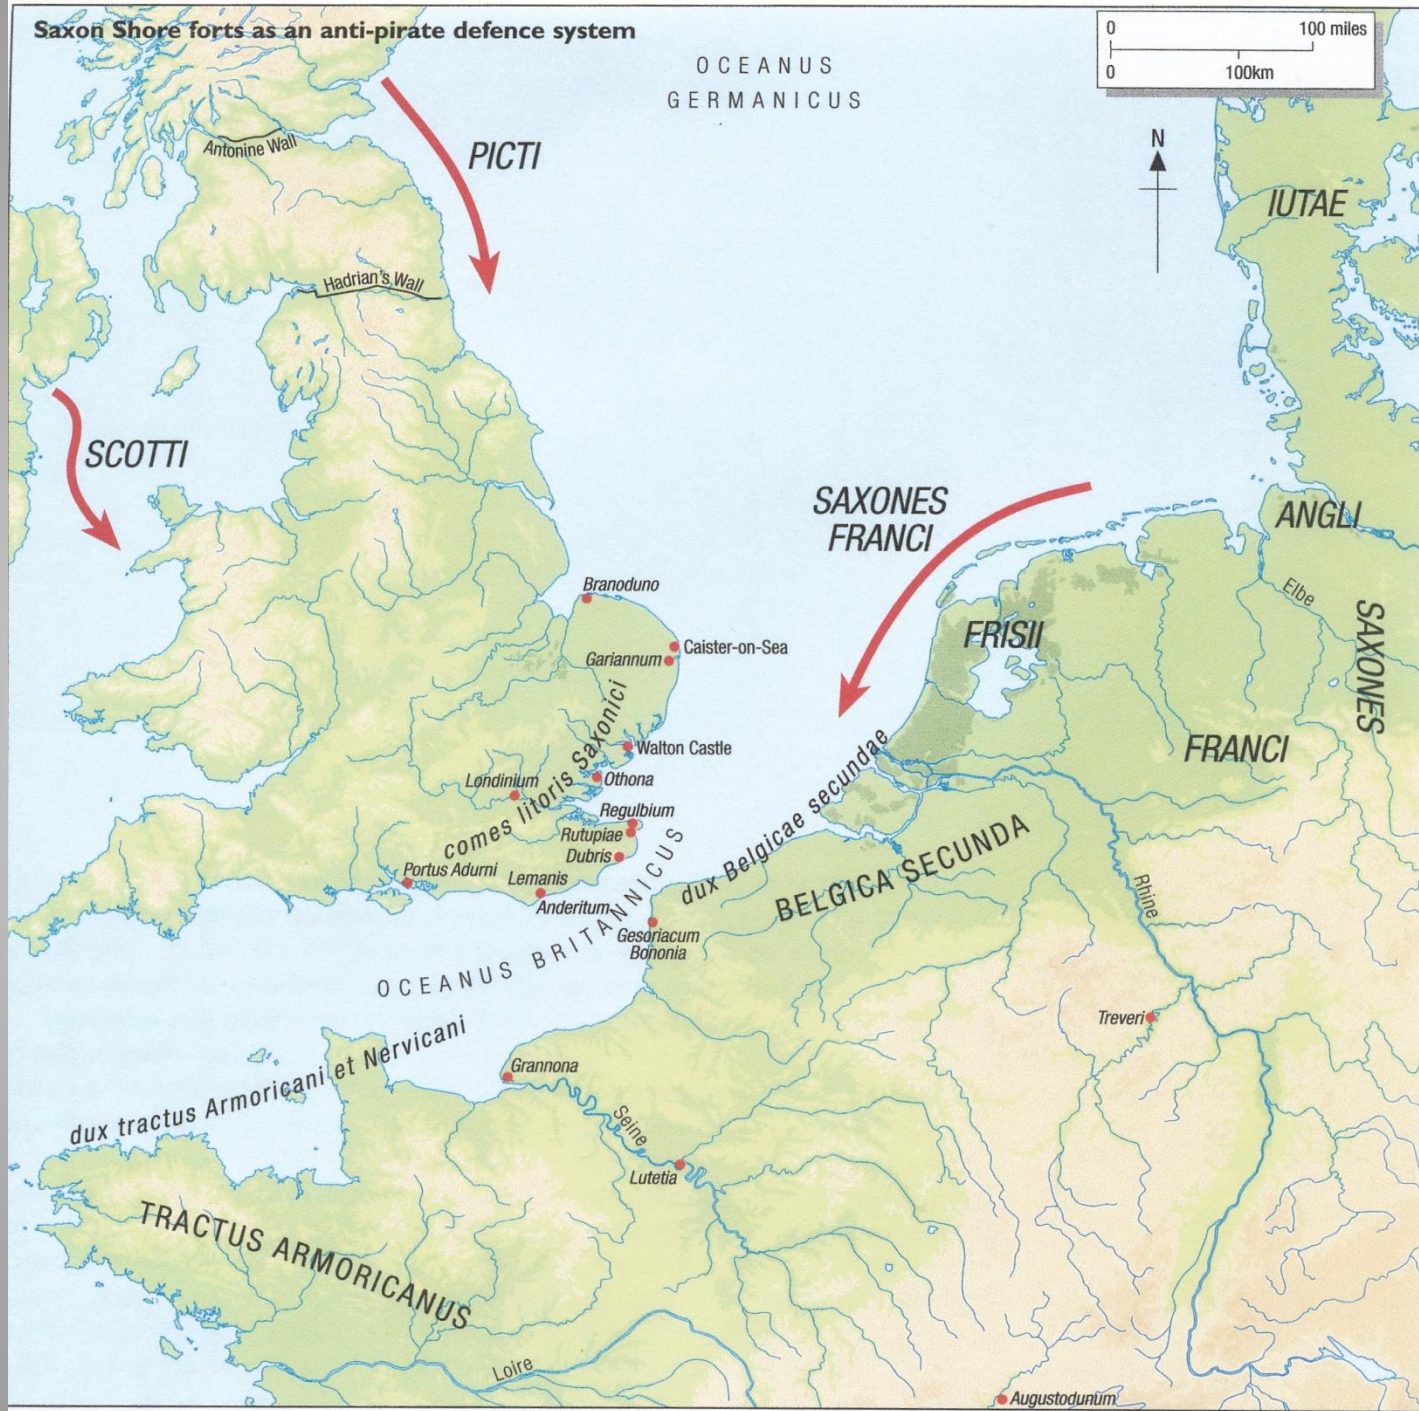 Saxon Shore forts as an anti-pirate defence system
0 100 miles
0 100km
OCEANUS
GERMANICUS
N
Antonine Wall
PICTI
IUTAE
Hadrian's Wall
SCOTTI
SAXONES
FRANCI
ANGLI
Elbe
SAXONES
Branoduno
FRISII
Caister-on-Sea
Gariannum
comes litoris Saxonici
Walton Castle
FRANCI
Londinium
Othona
Regulbium
Rutupiae
Dubris
dux Belgicae secundae
BELGICA SECUNDA
Portus Adurni
Lemanis
Anderitum
Rhine
Gesoriacum
Bononia
OCEANUS BRITANNICUS
Treveri
dux tractus Armoricani et Nervicani
Grannona
Seine
Lutetia
TRACTUS ARMORICANUS
Loire
Augustodunum